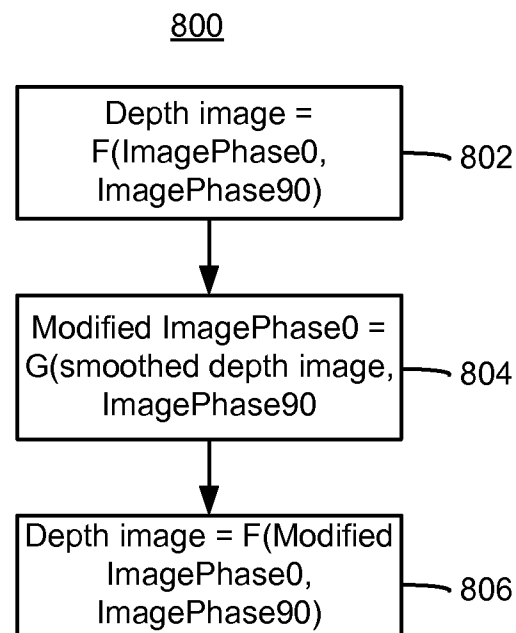 800
Depth image =
F(ImagePhase0,
ImagePhase90)
802
Modified ImagePhase0 =
G(smoothed depth image,
ImagePhase90
804
Depth image = F(Modified
ImagePhase0,
ImagePhase90)
806